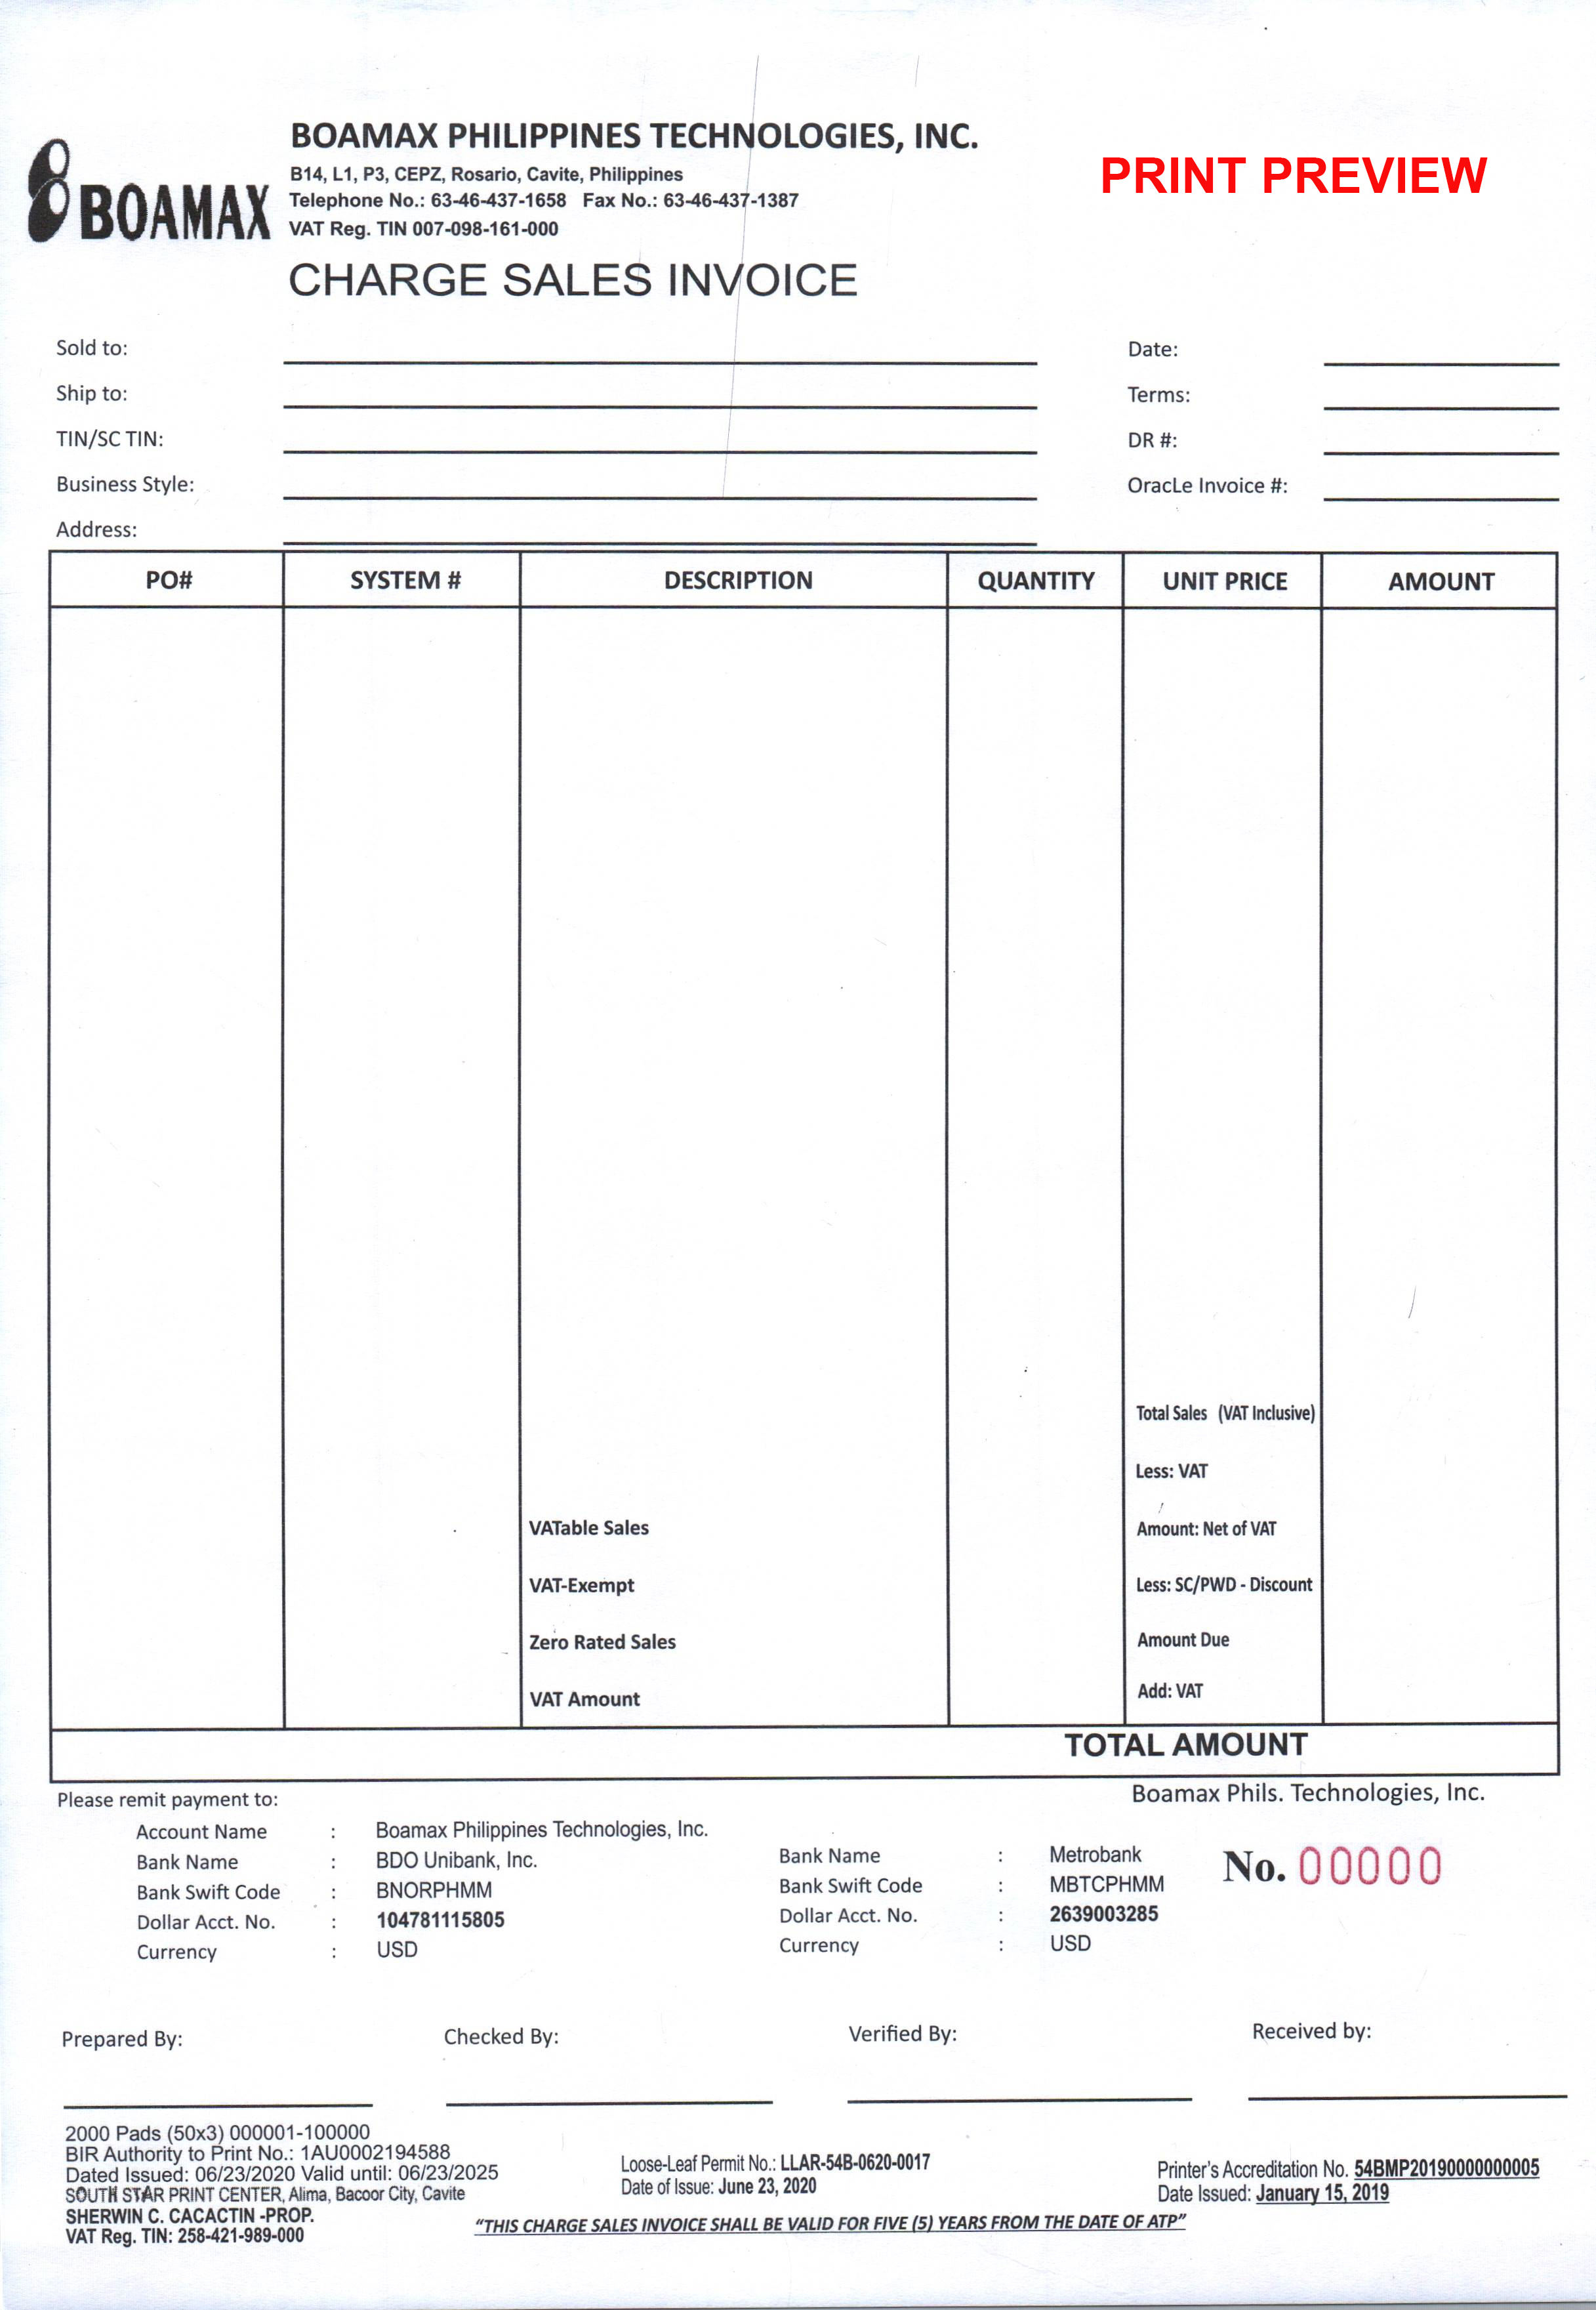 BOAMAX
BOAMAX PHILIPPINES TECHNOLOGIES, INC.
B14, L1, P3, CEPZ, Rosario, Cavite, Philippines
Telephone No.: 63-46-437-1658 Fax No.: 63-46-437-1387
VAT Reg. TIN 007-098-161-000
PRINT PREVIEW
CHARGE SALES INVOICE
Sold to:
Ship to:
TIN/SC TIN:
Business Style:
Address:
Date:
Terms:
DR #:
OracLe Invoice #:
PO# SYSTEM # DESCRIPTION QUANTITY UNIT PRICE AMOUNT
Total Sales (VAT Inclusive)
Less: VAT
VATable Sales Amount: Net of VAT
VAT-Exempt Less: SC/PWD - Discount
Zero Rated Sales Amount Due
VAT Amount Add: VAT
TOTAL AMOUNT
Please remit payment to:
Boamax Phils. Technologies, Inc.
Account Name : Boamax Philippines Technologies, Inc.
Bank Name : BDO Unibank, Inc.
Bank Swift Code : BNORPHMM
Dollar Acct. No. : 104781115805
Currency : USD
Bank Name : Metrobank
Bank Swift Code : MBTCPHMM
Dollar Acct. No. : 2639003285
Currency : USD
No. 00000
Prepared By: Checked By: Verified By: Received by:
2000 Pads (50x3) 000001-100000
BIR Authority to Print No.: 1AU0002194588
Dated Issued: 06/23/2020 Valid until: 06/23/2025
SOUTH STAR PRINT CENTER, Alima, Bacoor City, Cavite
SHERWIN C. CACACTIN -PROP.
VAT Reg. TIN: 258-421-989-000
Loose-Leaf Permit No.: LLAR-54B-0620-0017
Date of Issue: June 23, 2020
Printer's Accreditation No. 54BMP20190000000005
Date Issued: January 15, 2019
"THIS CHARGE SALES INVOICE SHALL BE VALID FOR FIVE (5) YEARS FROM THE DATE OF ATP"